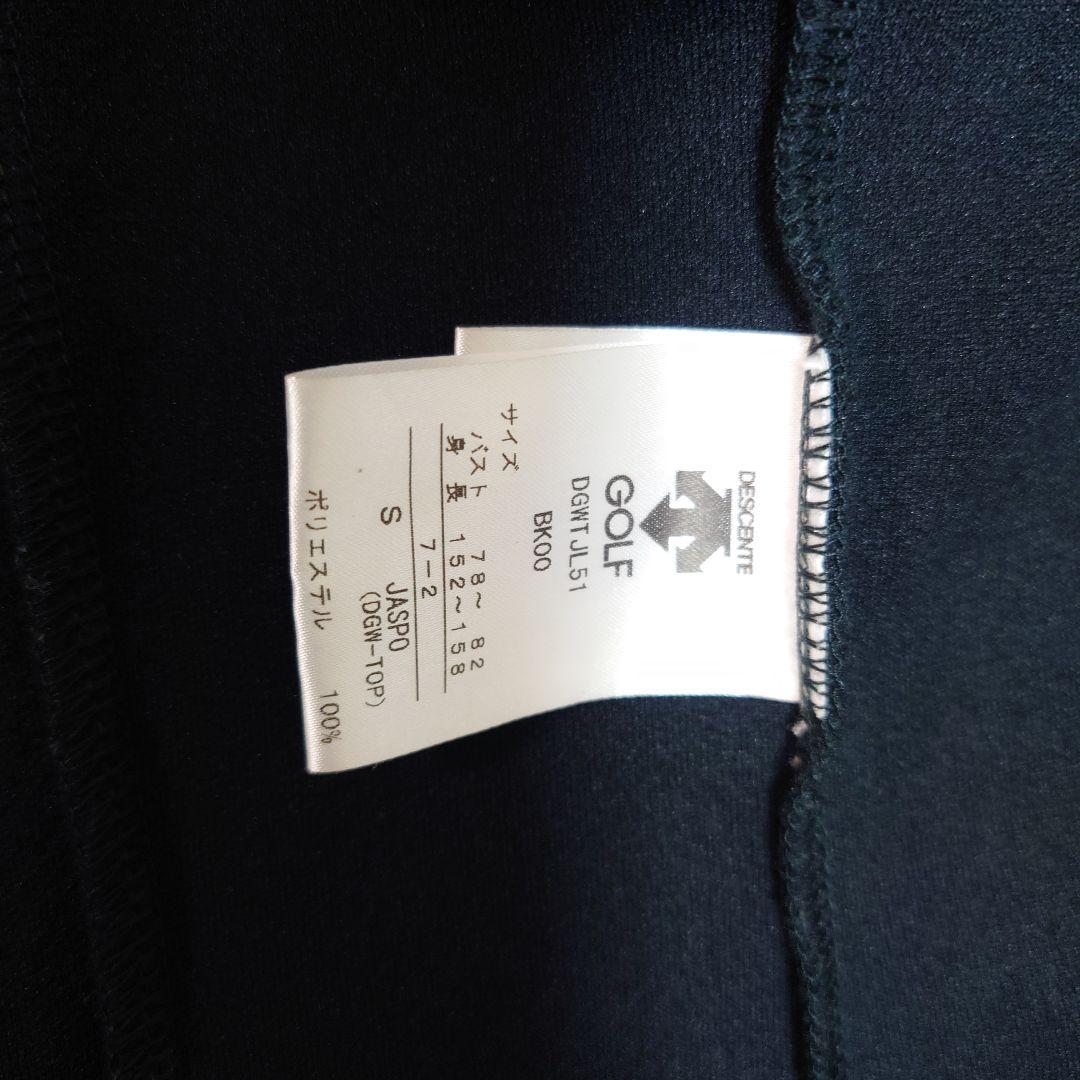 DESCENTE
GOLF
DGWTJL51
BK00
サイズ
バスト 78〜 82
身 長 152〜158
7-2
S JASPO
(DGW-TOP)
ポリエステル 100%